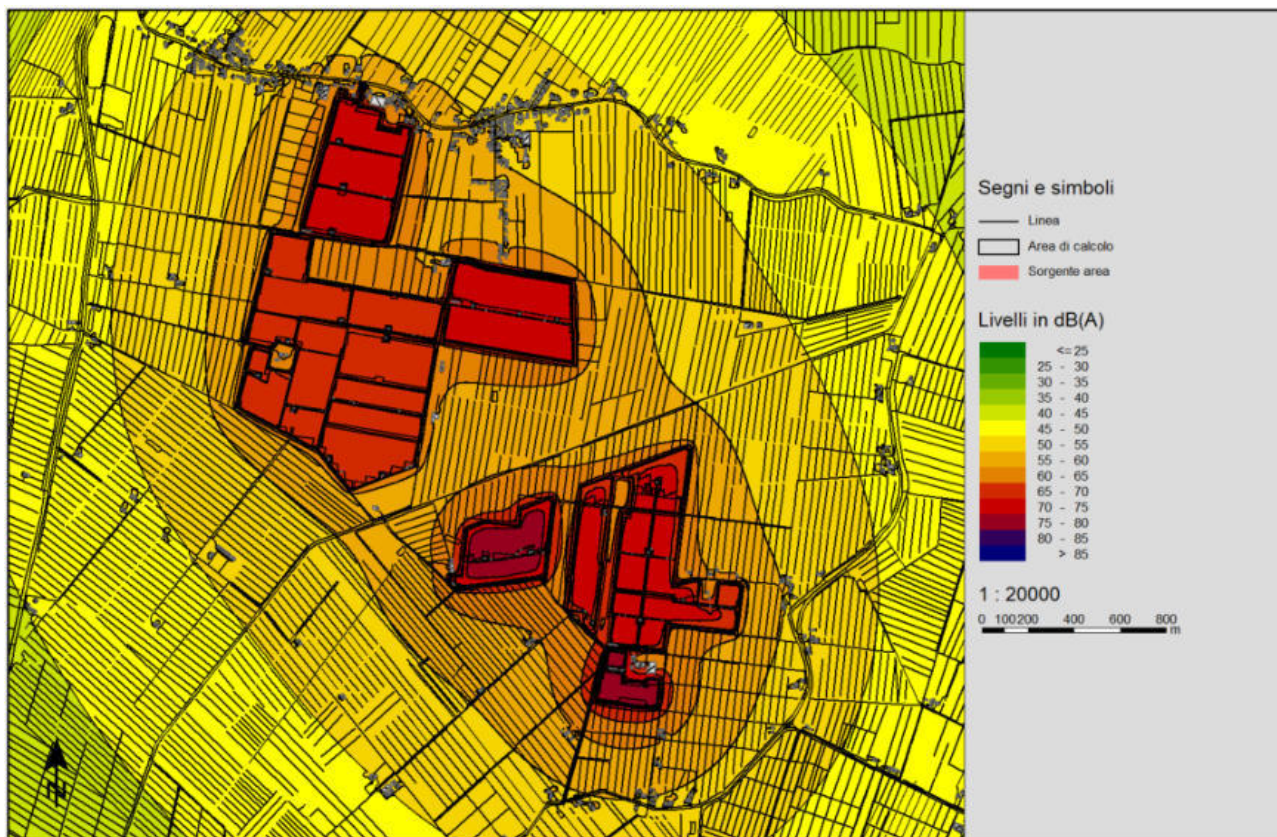 Segni e simboli
Linea
Area di calcolo
Sorgente area
Livelli in dB(A)
<= 25
25 - 30
30 - 35
35 - 40
40 - 45
45 - 50
50 - 55
55 - 60
60 - 65
65 - 70
70 - 75
75 - 80
80 - 85
> 85
1 : 20000
0 100 200 400 600 800
m
N